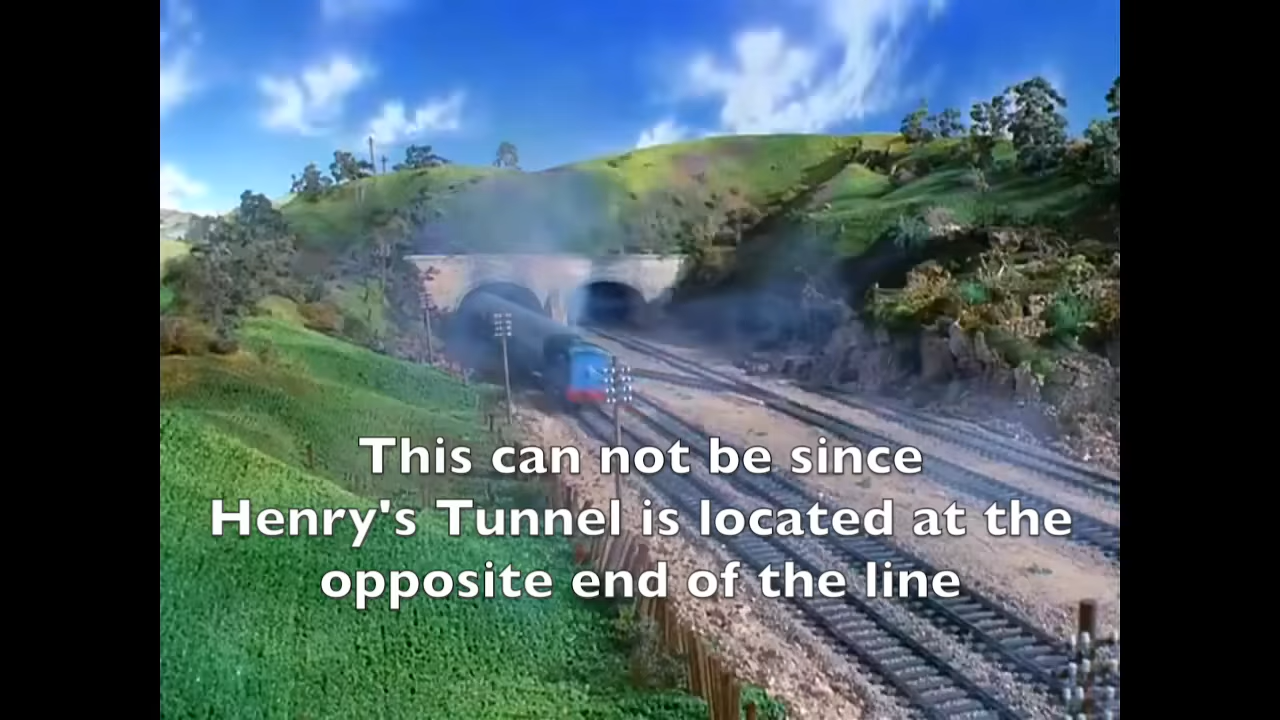 This can not be since
Henry's Tunnel is located at the
opposite end of the line